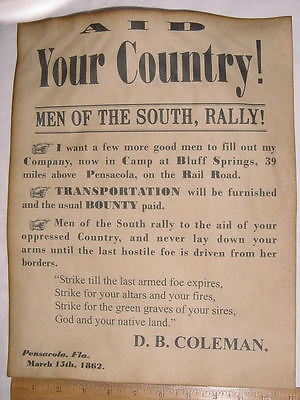 AID
Your Country!
MEN OF THE SOUTH, RALLY!
I want a few more good men to fill out my
Company, now in Camp at Bluff Springs, 39
miles above Pensacola, on the Rail Road.
TRANSPORTATION will be furnished
and the usual BOUNTY paid.
Men of the South rally to the aid of your
oppressed Country, and never lay down your
arms until the last hostile foe is driven from her
borders.
"Strike till the last armed foe expires,
Strike for your altars and your fires,
Strike for the green graves of your sires,
God and your native land."
D. B. COLEMAN.
Pensacola, Fla.
March 15th, 1862.